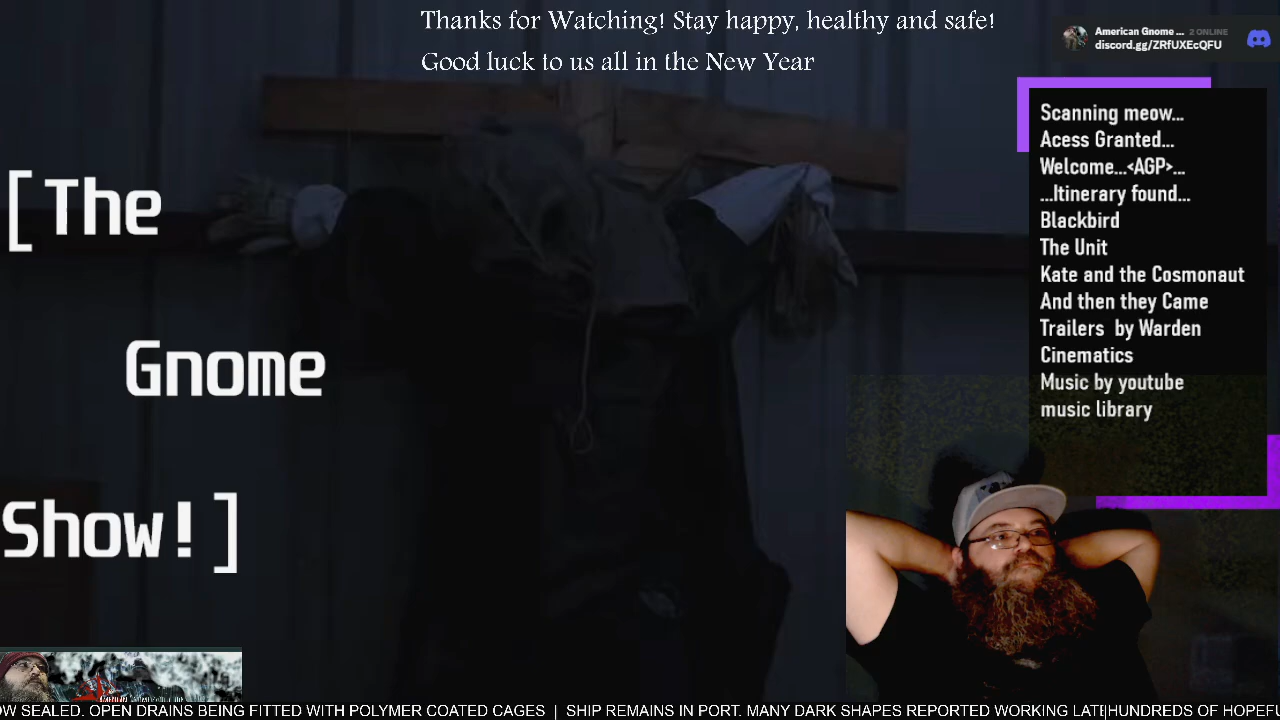 Thanks for Watching! Stay happy, healthy and safe!
Good luck to us all in the New Year
American Gnome ... 2 ONLINE
discord.gg/ZRfUXEcQFU
Scanning meow...
Acess Granted...
Welcome...<AGP>...
...Itinerary found...
Blackbird
The Unit
Kate and the Cosmonaut
And then they Came
Trailers by Warden
Cinematics
Music by youtube
music library
[The
Gnome
Show!]
OW SEALED. OPEN DRAINS BEING FITTED WITH POLYMER COATED CAGES | SHIP REMAINS IN PORT. MANY DARK SHAPES REPORTED WORKING LATE|HUNDREDS OF HOPEFU